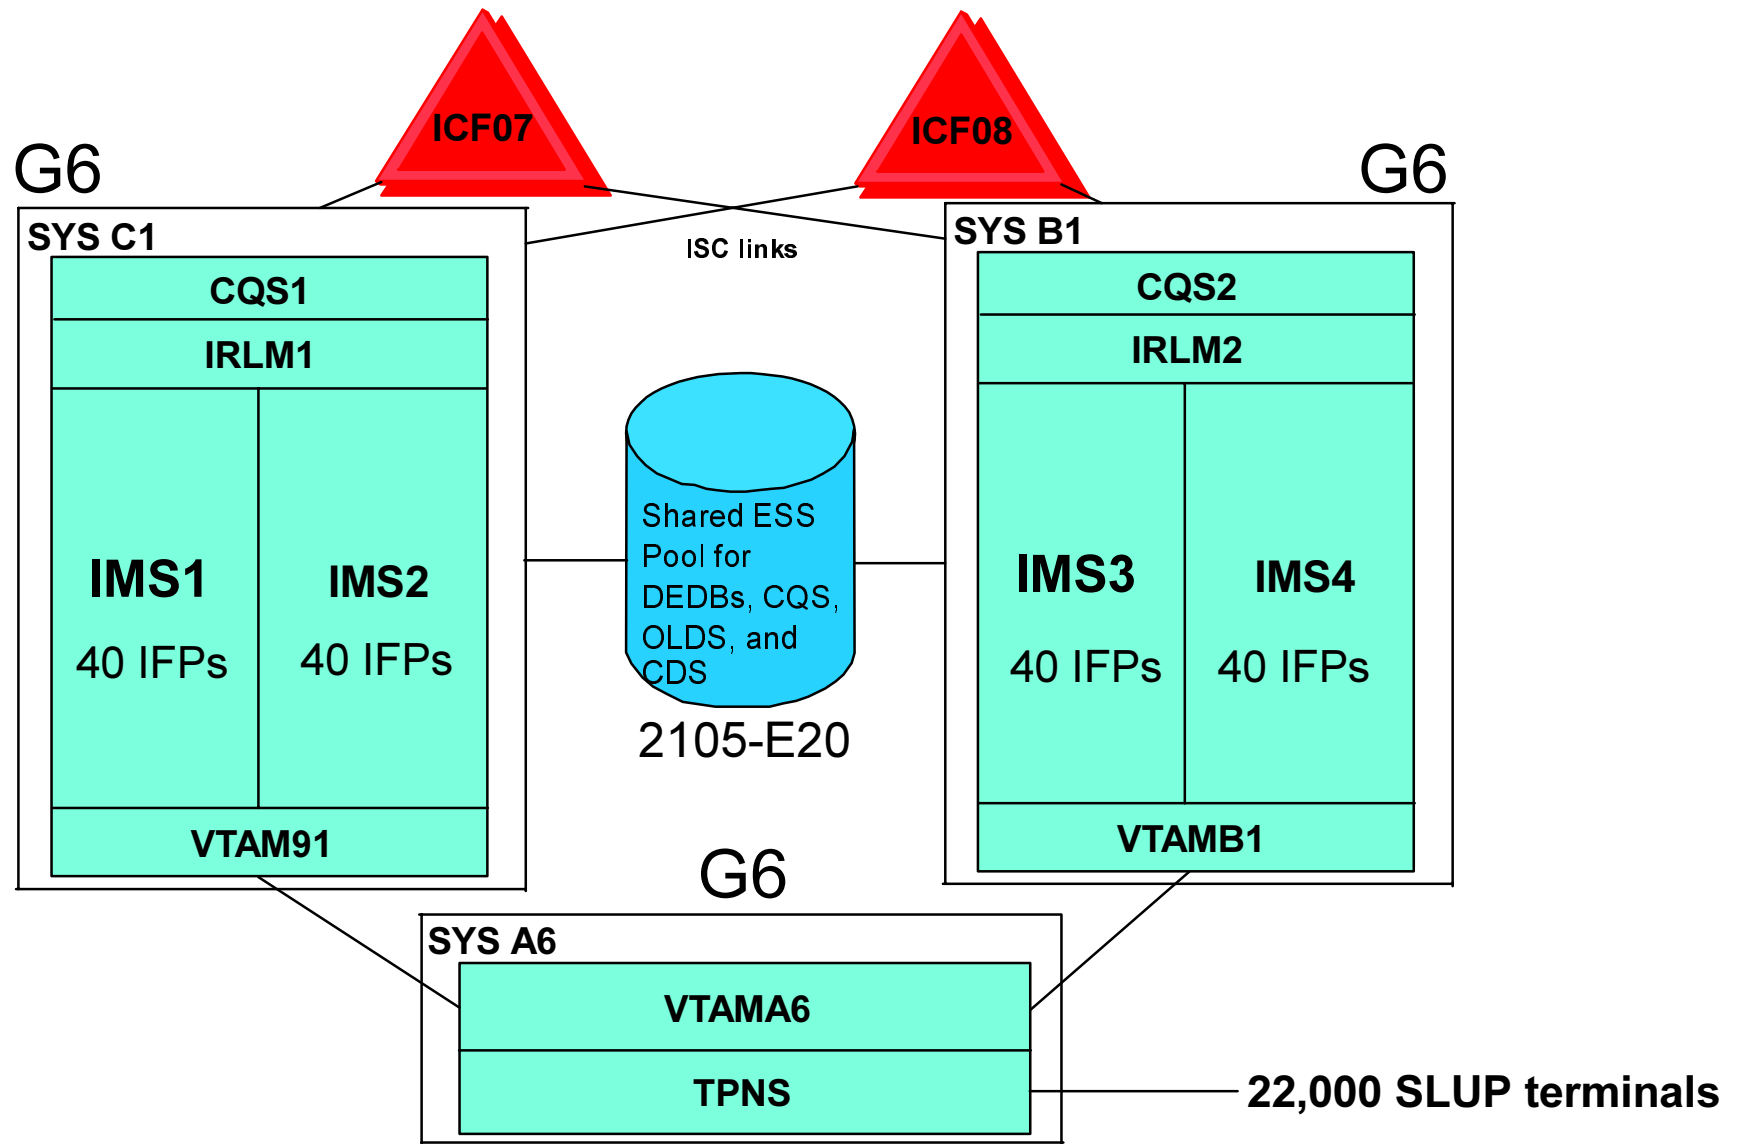 ICF07
ICF08
G6
G6
SYS C1
CQS1
IRLM1
IMS1
40 IFPs
IMS2
40 IFPs
VTAM91
ISC links
SYS B1
CQS2
IRLM2
IMS3
40 IFPs
IMS4
40 IFPs
VTAMB1
Shared ESS
Pool for
DEDBs, CQS,
OLDS, and
CDS
2105-E20
G6
SYS A6
VTAMA6
TPNS
22,000 SLUP terminals